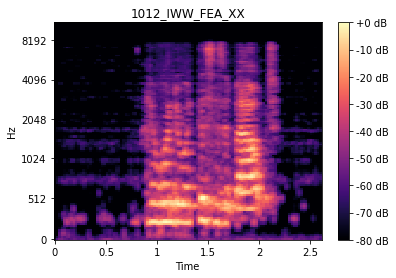 1012_IWW_FEA_XX
8192
4096
2048
1024
512
0
Hz
0
0.5
1
1.5
2
2.5
Time
+0 dB
-10 dB
-20 dB
-30 dB
-40 dB
-50 dB
-60 dB
-70 dB
-80 dB